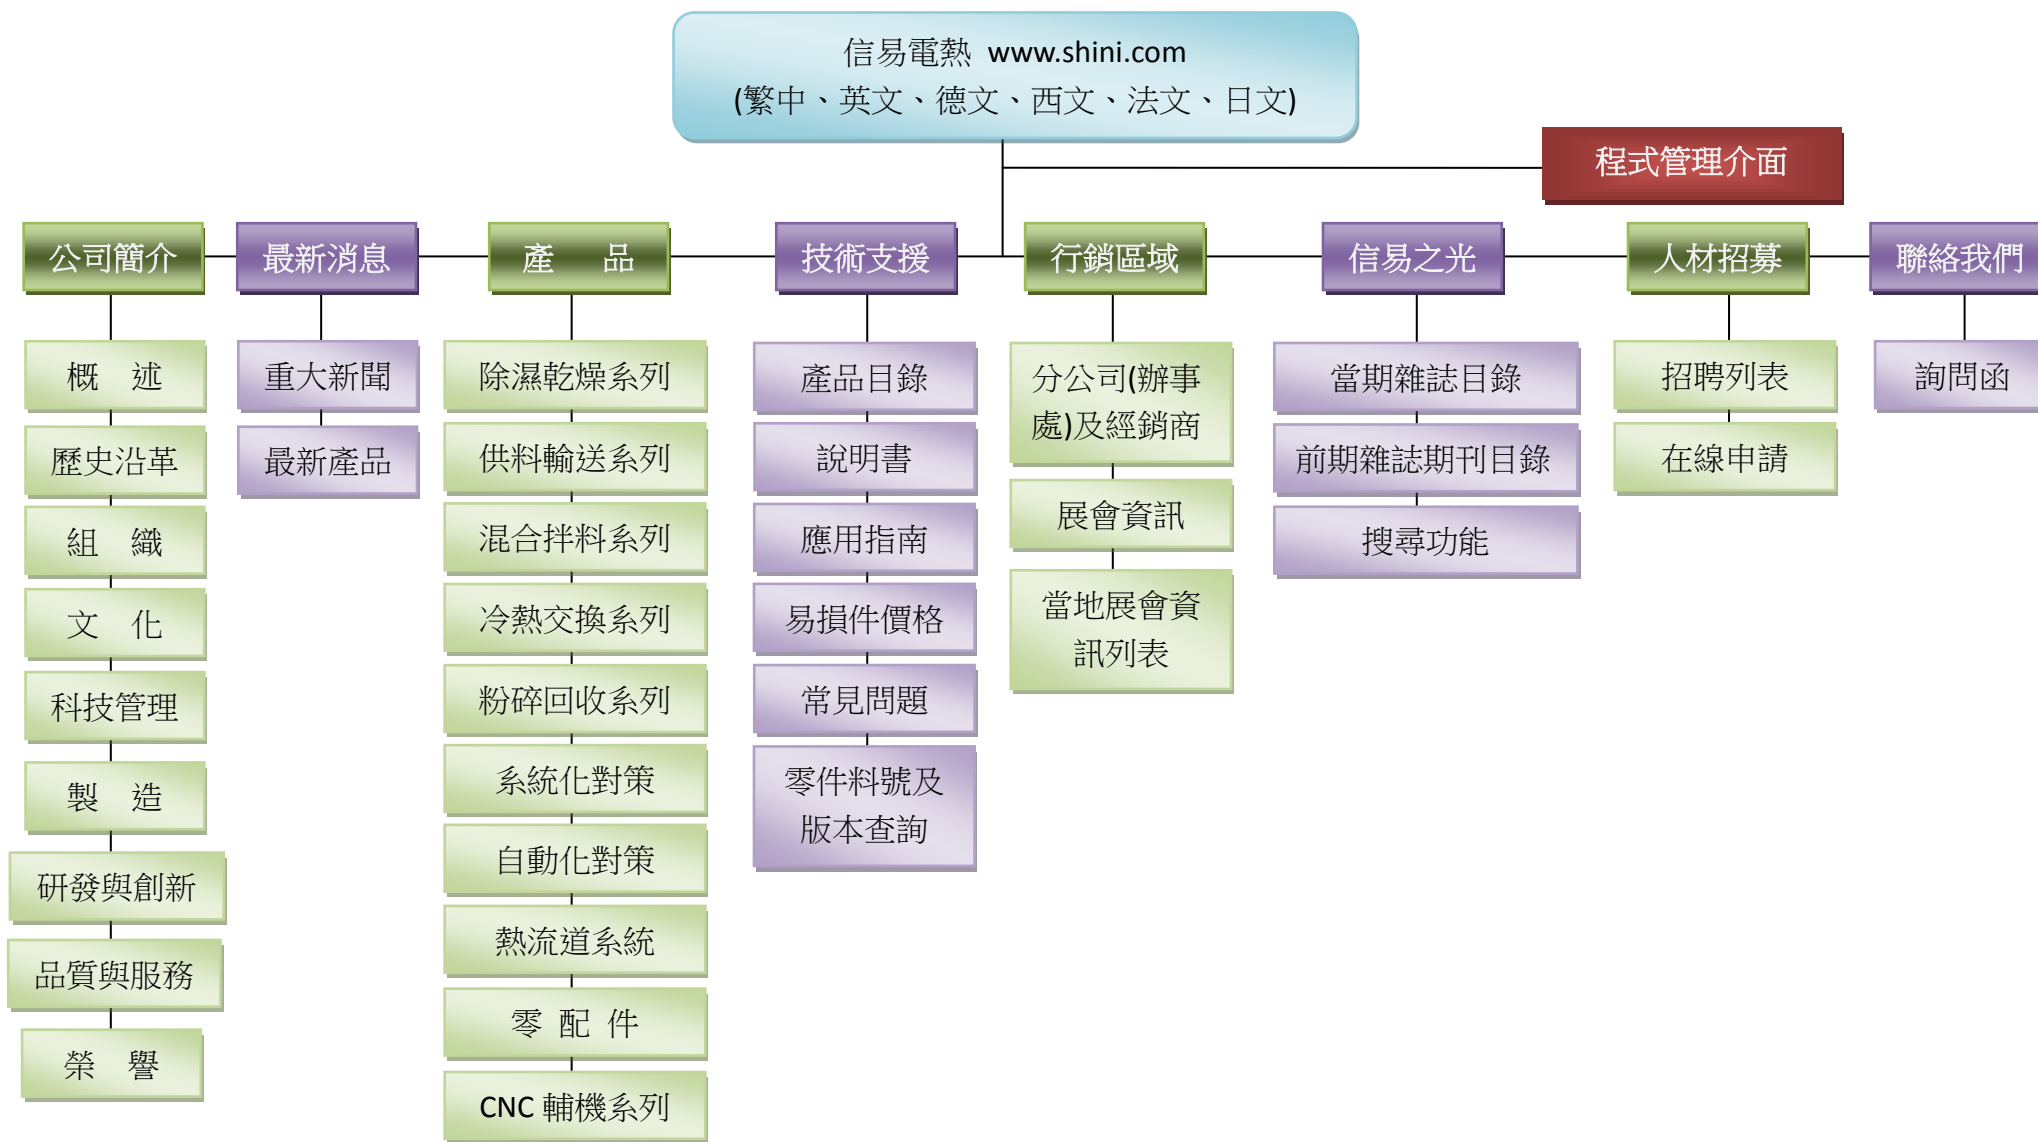 信易電熱 www.shini.com
(繁中、英文、德文、西文、法文、日文)
程式管理介面
公司簡介
最新消息
產 品
技術支援
行銷區域
信易之光
人材招募
聯絡我們
概 述
歷史沿革
組 織
文 化
科技管理
製 造
研發與創新
品質與服務
榮 譽
重大新聞
最新產品
除濕乾燥系列
供料輸送系列
混合拌料系列
冷熱交換系列
粉碎回收系列
系統化對策
自動化對策
熱流道系統
零 配 件
CNC 輔機系列
產品目錄
說明書
應用指南
易損件價格
常見問題
零件料號及
版本查詢
分公司(辦事
處)及經銷商
展會資訊
當地展會資
訊列表
當期雜誌目錄
前期雜誌期刊目錄
搜尋功能
招聘列表
在線申請
詢問函